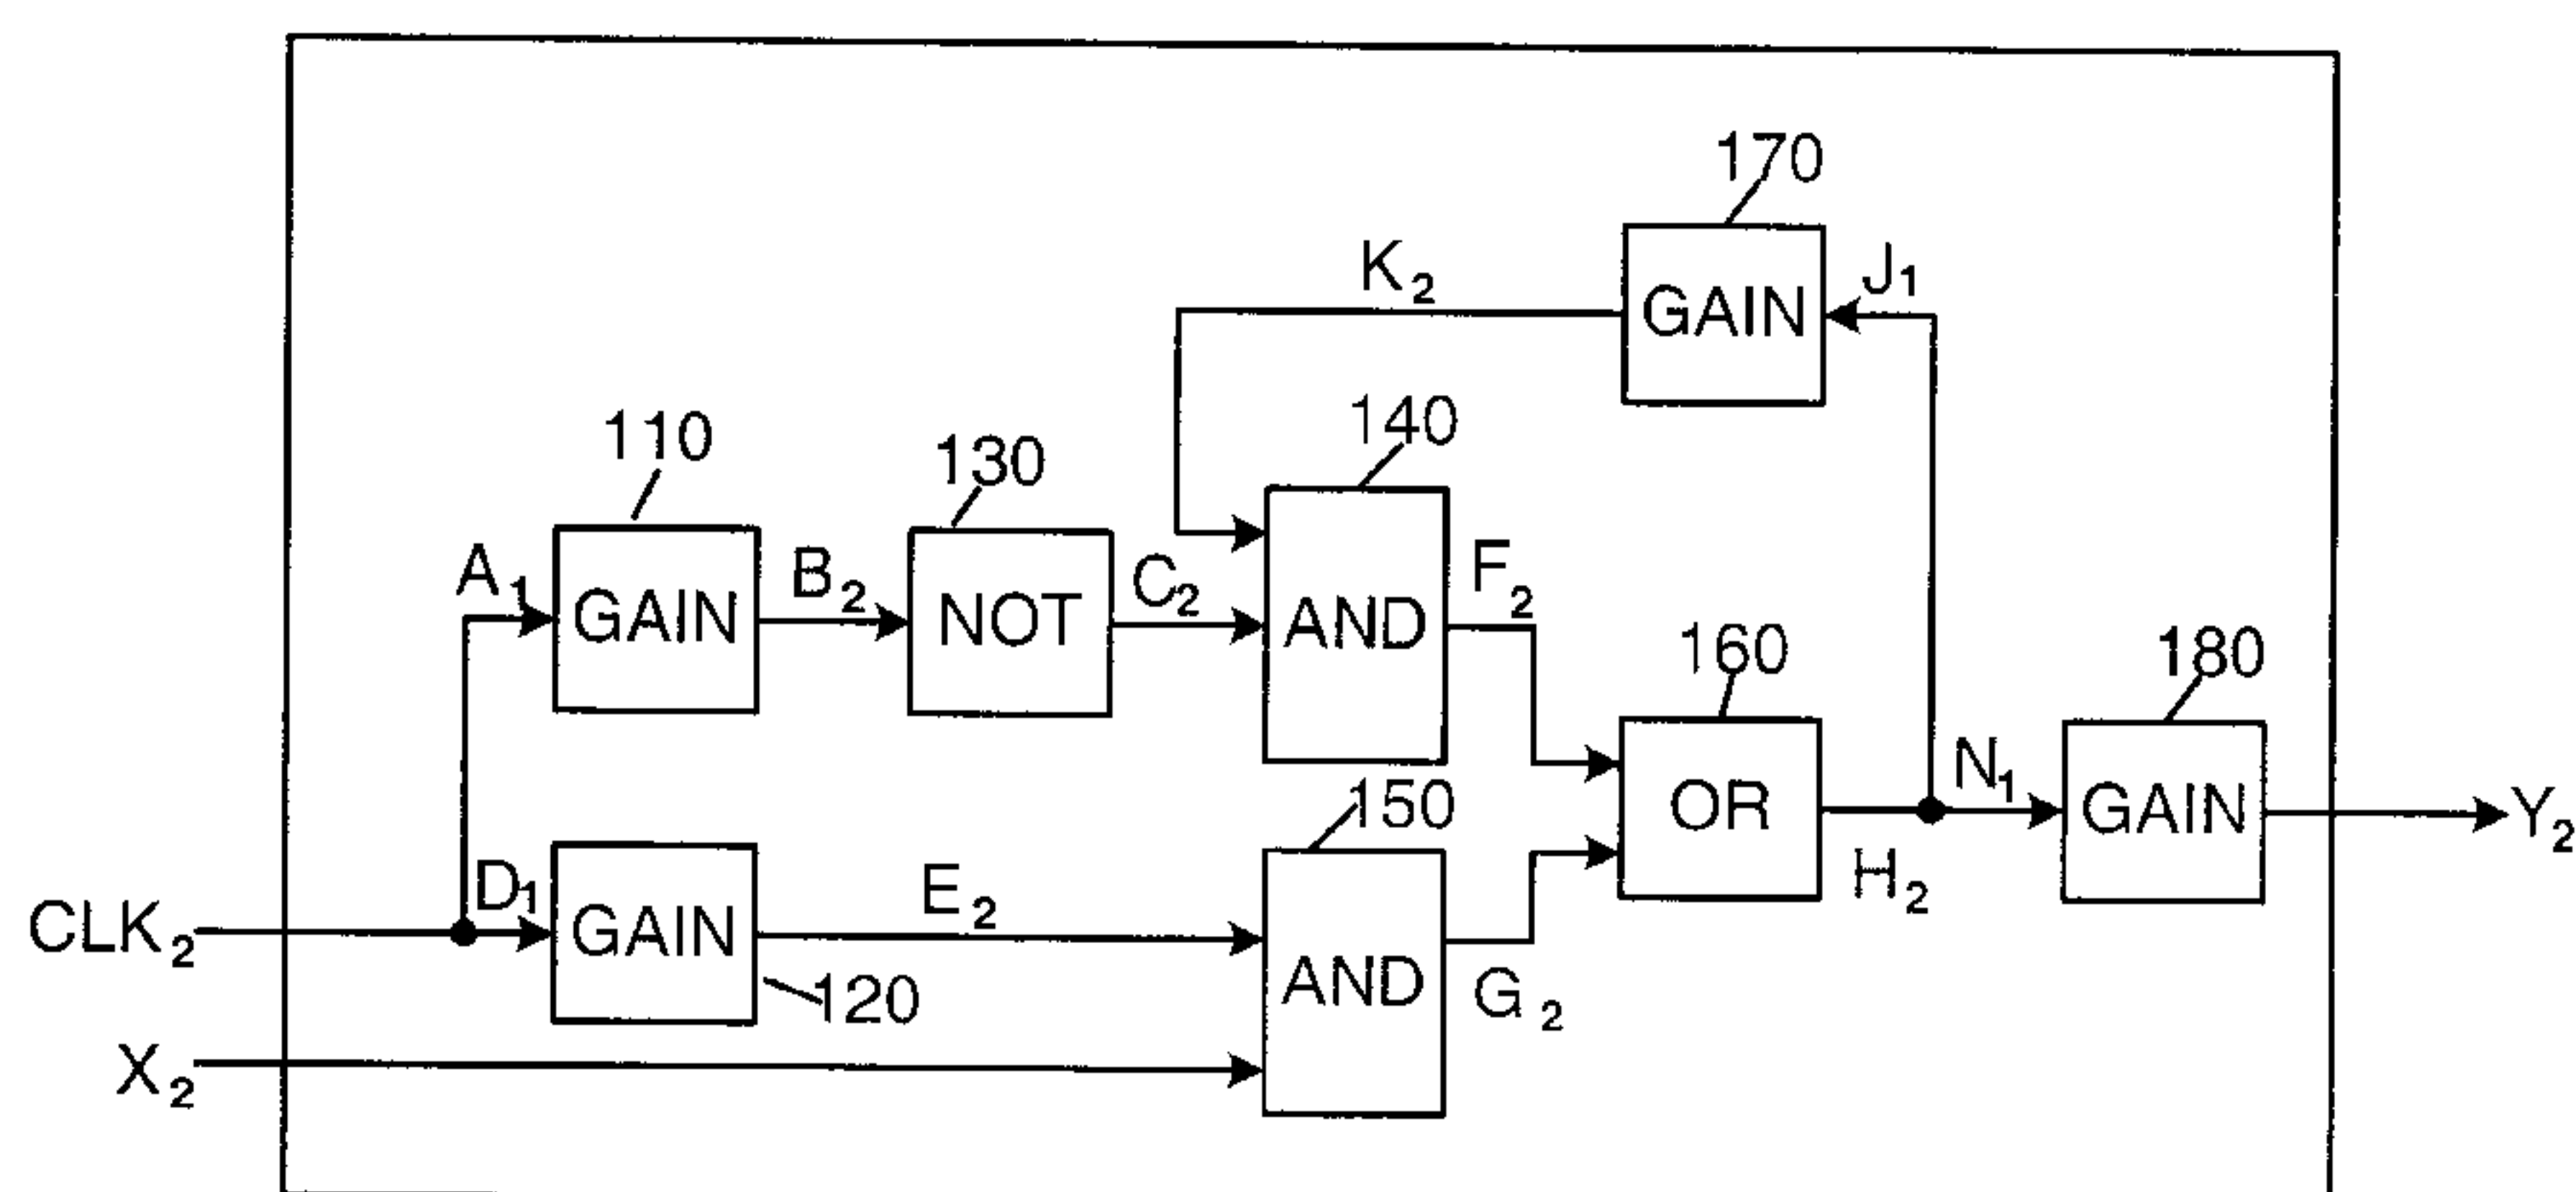 170
K2
J1
GAIN
110
130
140
A1
GAIN
B2
NOT
C2
AND
F2
160
180
150
OR
N1
GAIN
H2
Y2
CLK2
D1
GAIN
E2
120
AND
G2
X2